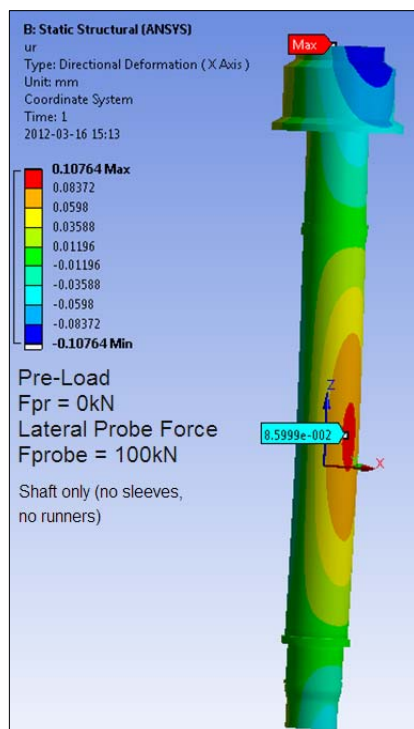 B: Static Structural (ANSYS)
ur
Type: Directional Deformation ( X Axis )
Unit: mm
Coordinate System
Time: 1
2012-03-16 15:13
Max
0.10764 Max
0.08372
0.0598
0.03588
0.01196
-0.01196
-0.03588
-0.0598
-0.08372
-0.10764 Min
Pre-Load
Fpr = 0kN
Lateral Probe Force
Fprobe = 100kN
Shaft only (no sleeves,
no runners)
Z
8.5999e-002
X